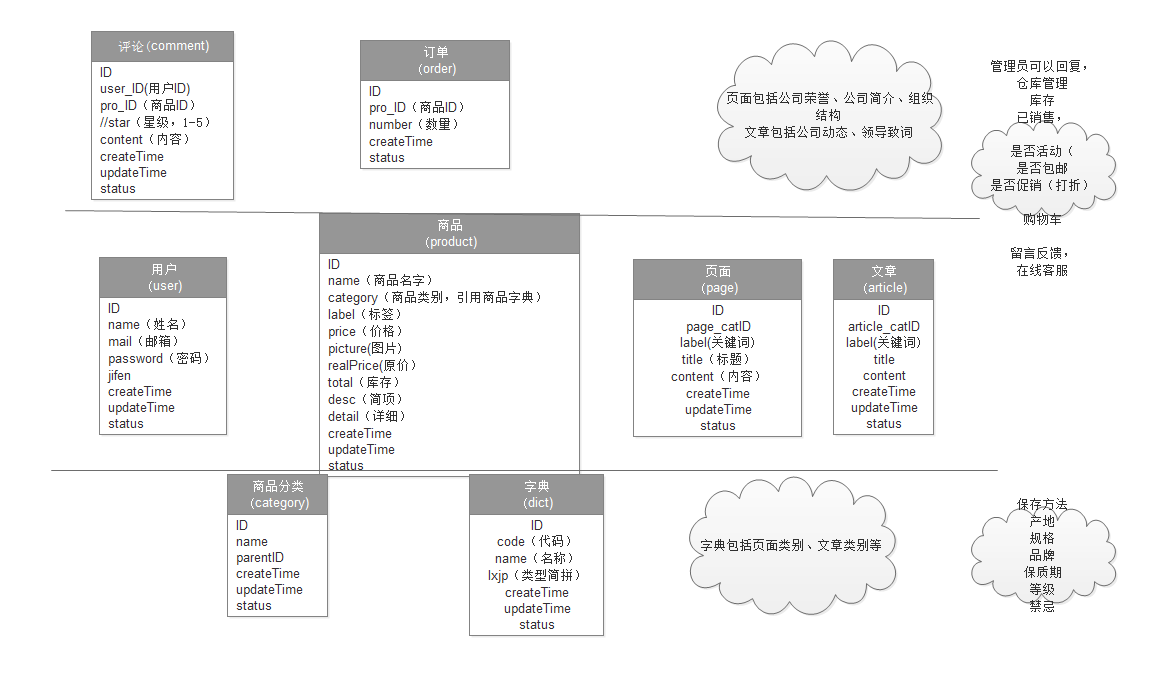 评论(comment)
ID
user_ID(用户ID)
pro_ID（商品ID）
//star（星级，1-5）
content（内容）
createTime
updateTime
status
订单
(order)
ID
pro_ID（商品ID）
number（数量）
createTime
status
页面包括公司荣誉、公司简介、组织
结构
文章包括公司动态、领导致词
管理员可以回复，
仓库管理
库存
已销售，
是否活动（
是否包邮
是否促销（打折）
购物车
留言反馈，
在线客服
用户
(user)
ID
name（姓名）
mail（邮箱）
password（密码）
jifen
createTime
updateTime
status
商品
(product)
ID
name（商品名字）
category（商品类别，引用商品字典）
label（标签）
price（价格）
picture(图片)
realPrice(原价）
total（库存）
desc（简项）
detail（详细）
createTime
updateTime
status
页面
(page)
ID
page_catID
label(关键词)
title（标题）
content（内容）
createTime
updateTime
status
文章
(article)
ID
article_catID
label(关键词)
title
content
createTime
updateTime
status
商品分类
(category)
ID
name
parentID
createTime
updateTime
status
字典
(dict)
ID
code（代码）
name（名称）
lxjp（类型简拼）
createTime
updateTime
status
字典包括页面类别、文章类别等
保存方法
产地
规格
品牌
保质期
等级
禁忌